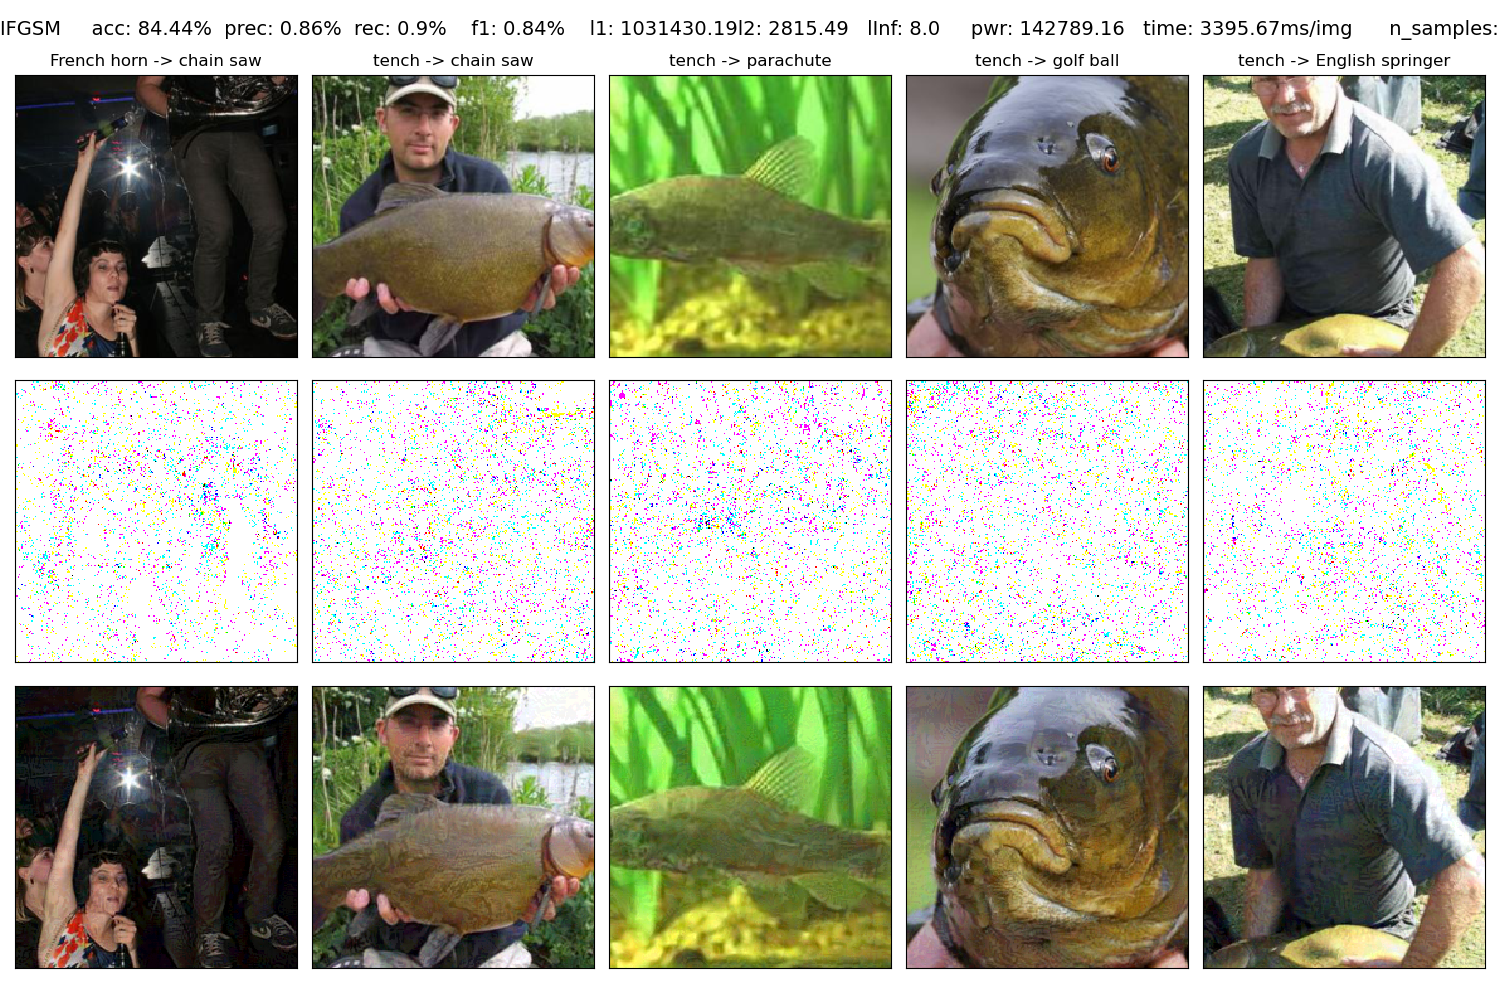 IFGSM acc: 84.44% prec: 0.86% rec: 0.9% f1: 0.84% l1: 1031430.19l2: 2815.49 lInf: 8.0 pwr: 142789.16 time: 3395.67ms/img n_samples:
French horn -> chain saw
tench -> chain saw
tench -> parachute
tench -> golf ball
tench -> English springer